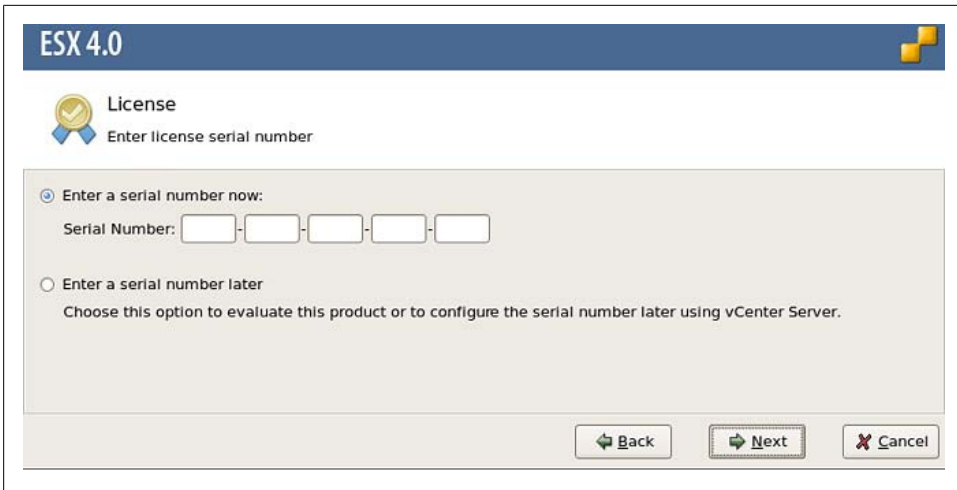 ESX 4.0
License
Enter license serial number
Enter a serial number now:
Serial Number: - - - -
Enter a serial number later
Choose this option to evaluate this product or to configure the serial number later using vCenter Server.
Back Next Cancel